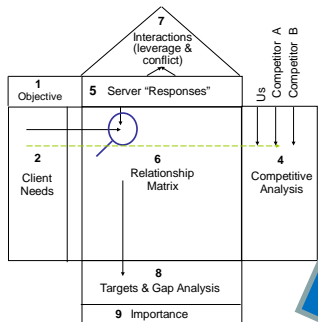 7
Interactions
(leverage &
conflict)
Us
Competitor A
Competitor B
1
Objective
5 Server “Responses”
2
Client
Needs
6
Relationship
Matrix
4
Competitive
Analysis
8
Targets & Gap Analysis
9 Importance